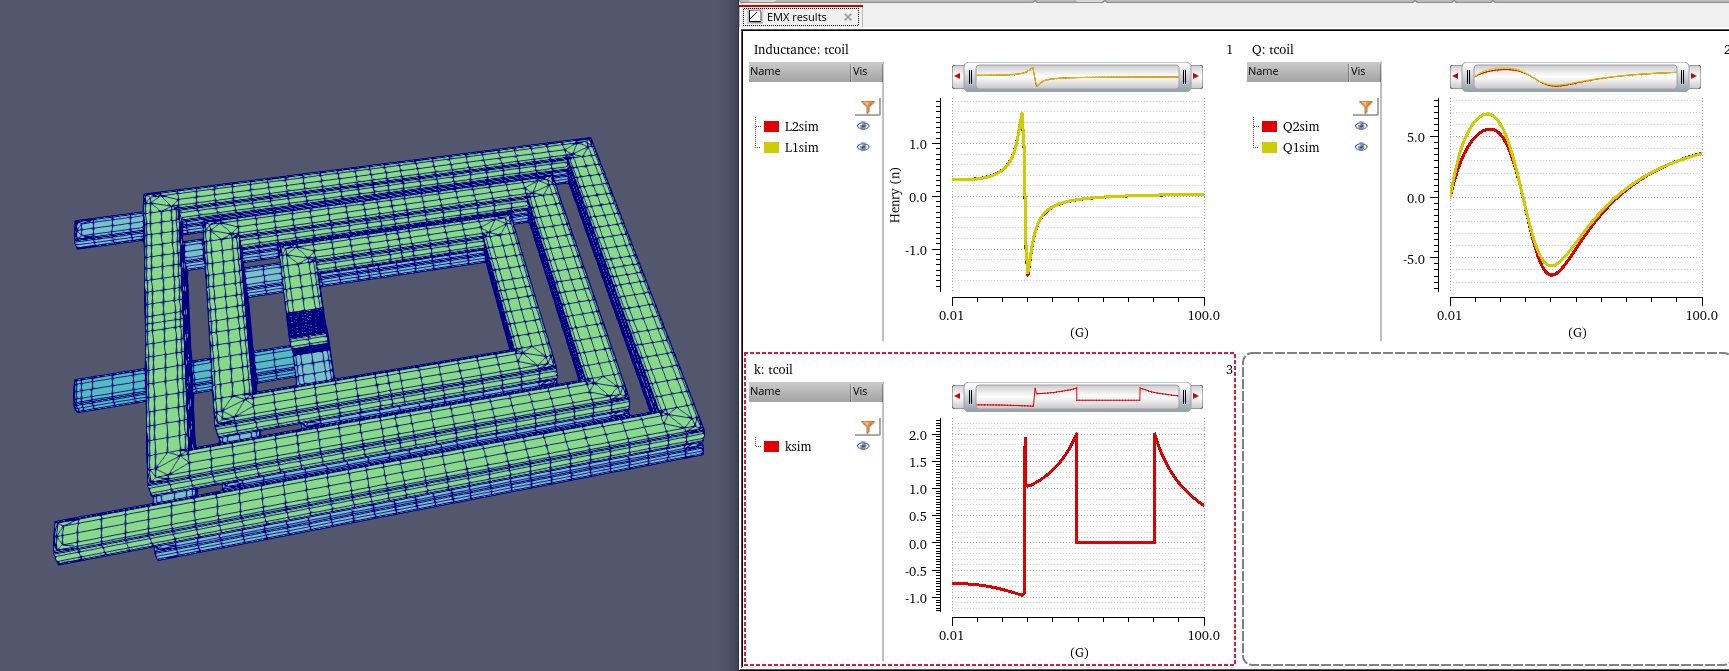 EMX results
Inductance: tcoil
1
Name
Vis
L2sim
L1sim
Henry (n)
1.0
0.0
-1.0
0.01
100.0
(G)
Q: tcoil
2
Name
Vis
Q2sim
Q1sim
5.0
0.0
-5.0
0.01
100.0
(G)
k: tcoil
3
Name
Vis
ksim
2.0
1.5
1.0
0.5
0.0
-0.5
-1.0
0.01
100.0
(G)